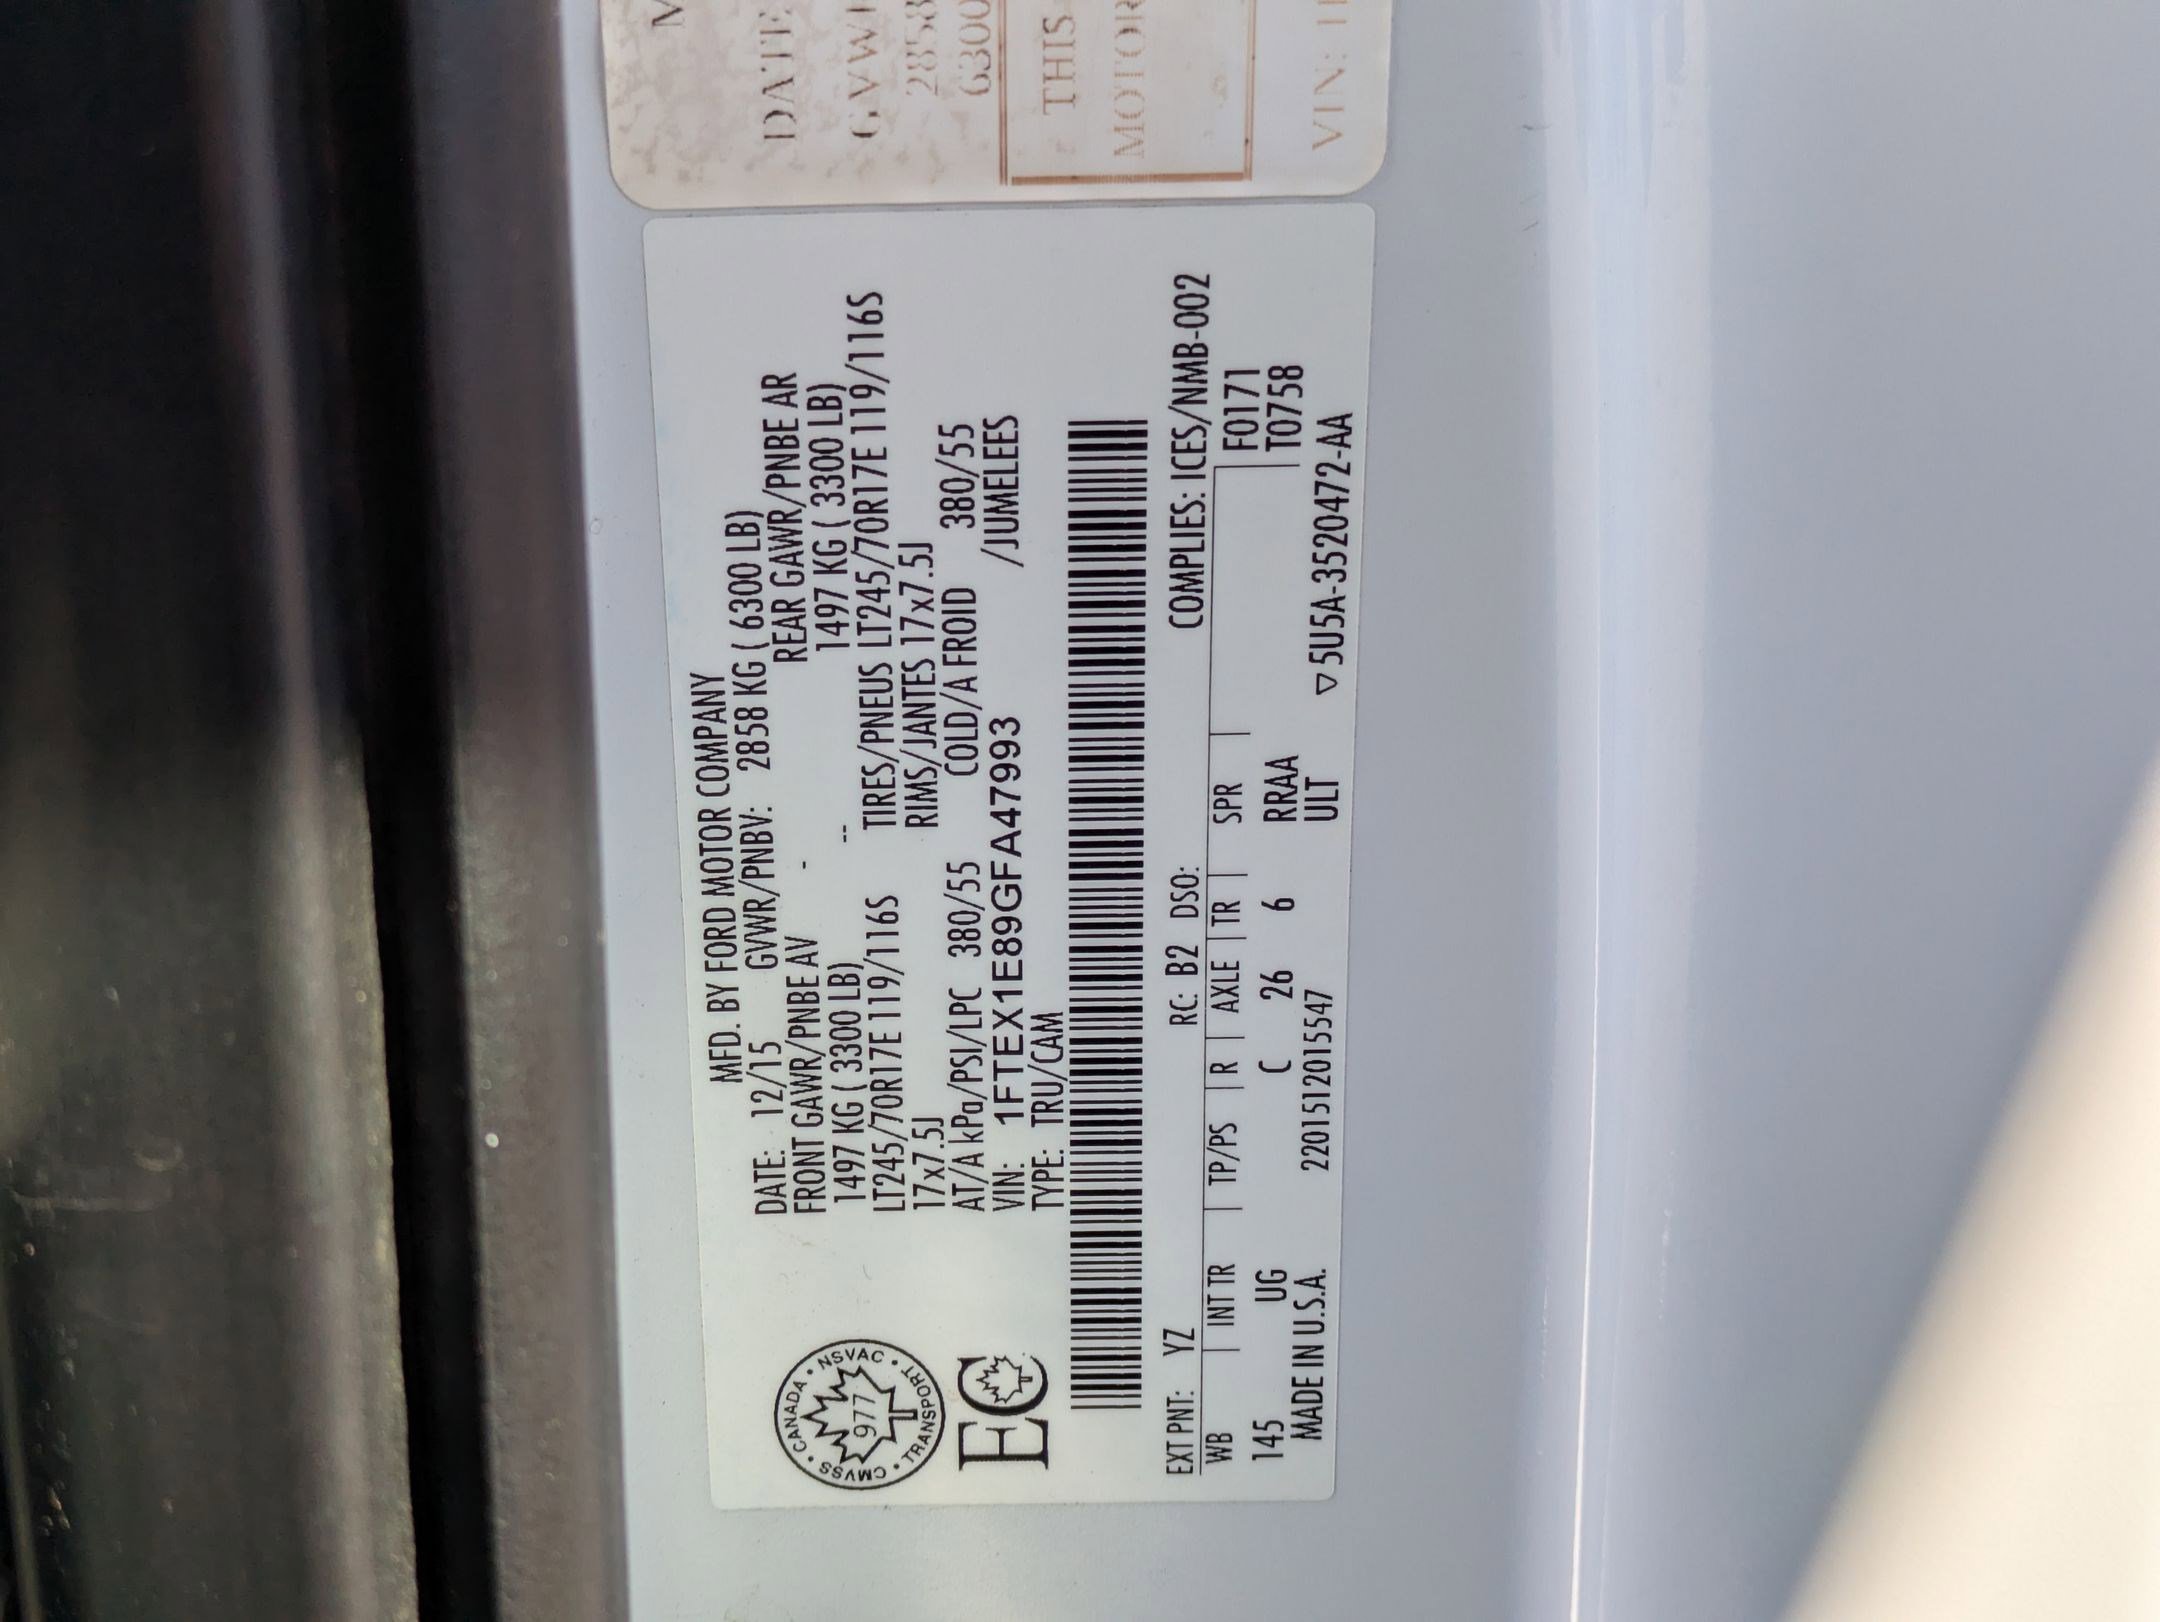 MFD. BY FORD MOTOR COMPANY
DATE: 12/15 GVWR/PNBV: 2858 KG ( 6300 LB)
FRONT GAWR/PNBE AV - REAR GAWR/PNBE AR
1497 KG ( 3300 LB) -- 1497 KG ( 3300 LB)
LT245/70R17E 119/116S TIRES/PNEUS LT245/70R17E 119/116S
17x7.5J RIMS/JANTES 17x7.5J
AT/A kPa/PSI/LPC 380/55 COLD/A FROID 380/55
VIN: 1FTEX1E89GFA47993 /JUMELEES
TYPE: TRU/CAM
CANADA • NSVAC • TRANSPORT • CMVSS •
977
EC
EXT PNT: YZ RC: B2 DSO: COMPLIES: ICES/NMB-002
WB | INT TR | TP/PS | R | AXLE | TR | SPR F0171
145 UG C 26 6 RRAA T0758
MADE IN U.S.A. 2201512015547 ULT ▽ 5U5A-3520472-AA
M
DATE
GVW
2858
6300
THIS
MOTOR
VIN: 1